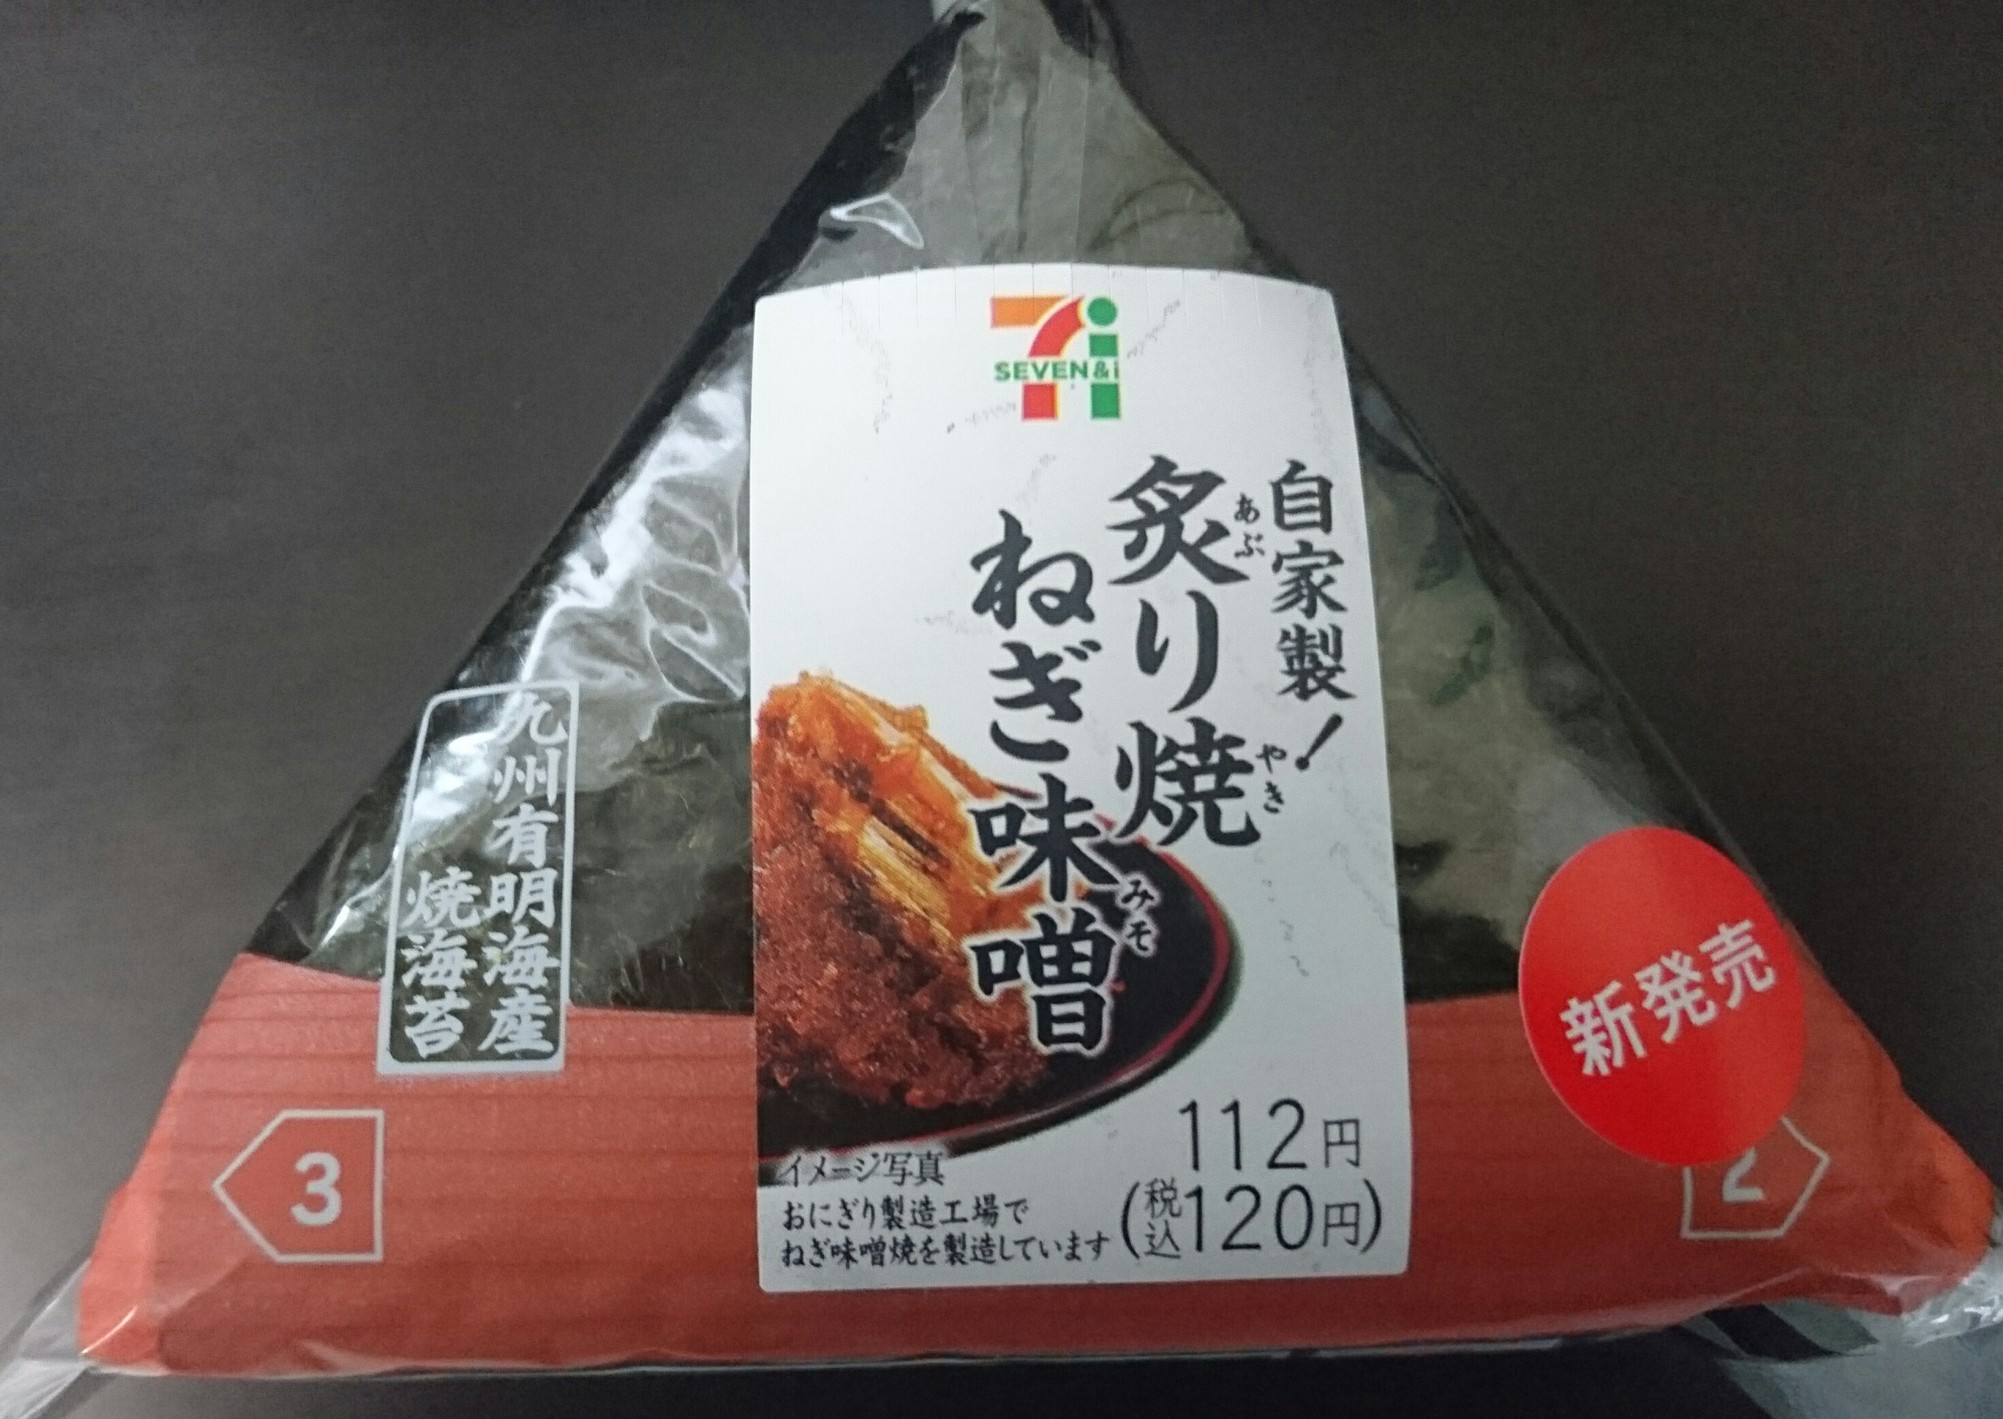 SEVEN&i
自家製！
炙り焼
あぶ
やき
ねぎ味噌
みそ
九州有明海産
焼海苔
新発売
112円
(税込120円)
イメージ写真
おにぎり製造工場で
ねぎ味噌焼を製造しています
3
2